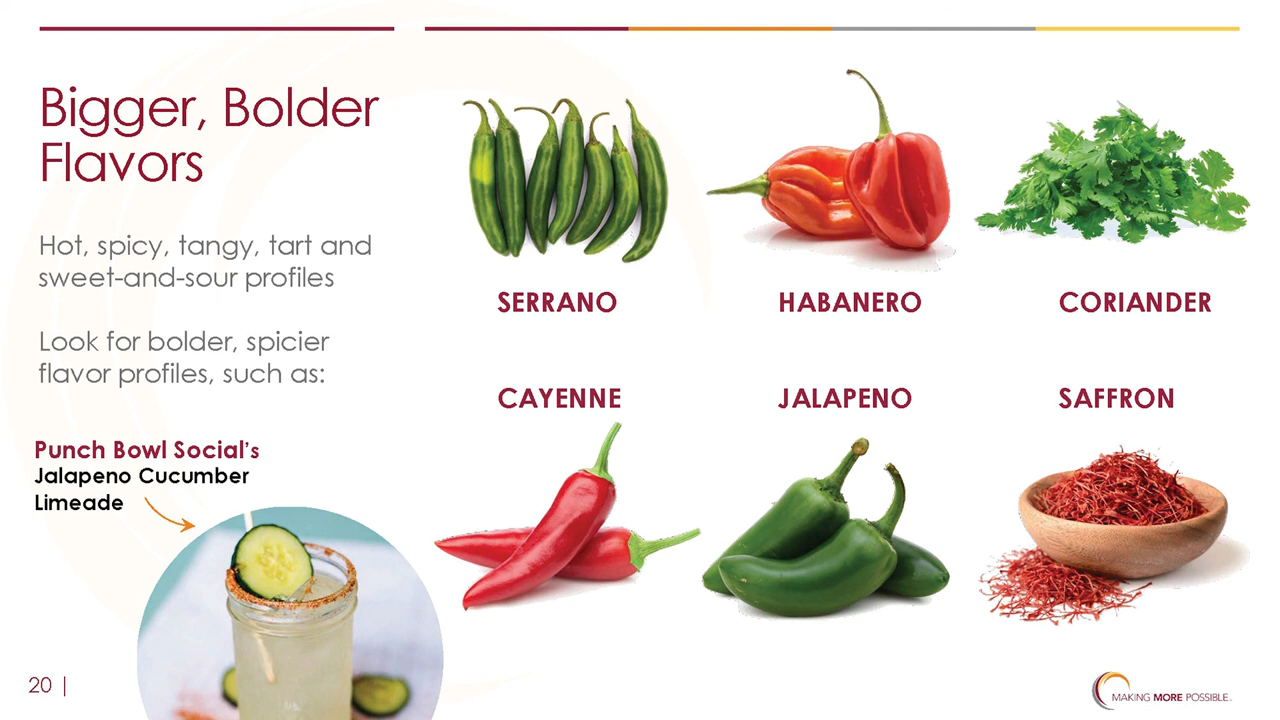 Bigger, Bolder
Flavors
Hot, spicy, tangy, tart and
sweet-and-sour profiles
Look for bolder, spicier
flavor profiles, such as:
Punch Bowl Social's
Jalapeno Cucumber
Limeade
SERRANO
HABANERO
CORIANDER
CAYENNE
JALAPENO
SAFFRON
20 |
MAKING MORE POSSIBLE.